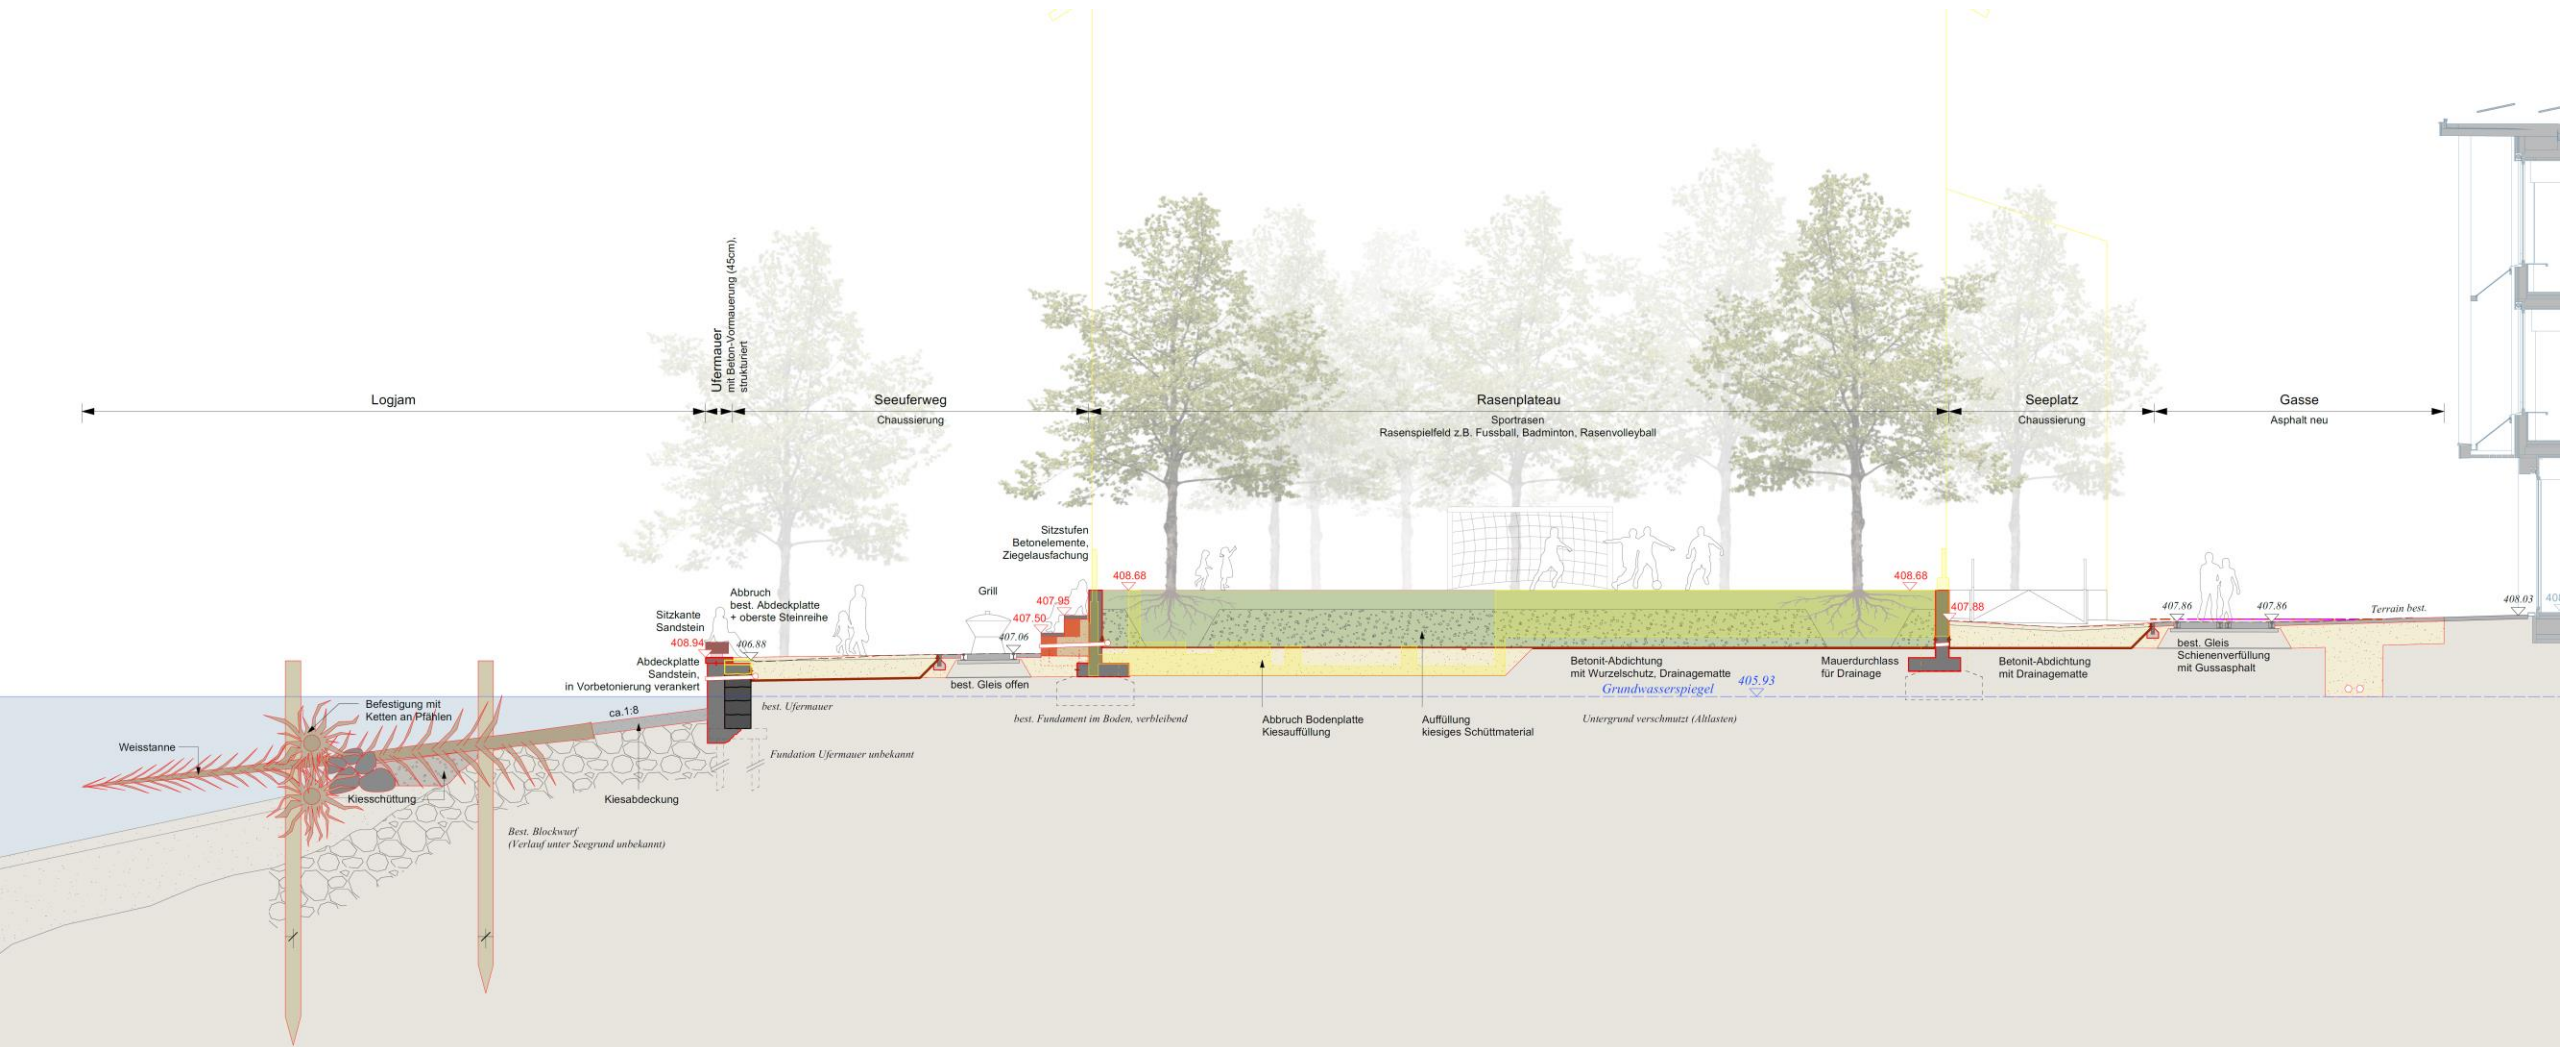 Logjam
Ufermauer
mit Beton-Vormauerung (45cm),
strukturiert
Seeuferweg
Chaussierung
Rasenplateau
Sportrasen
Rasenspielfeld z.B. Fussball, Badminton, Rasenvolleyball
Seeplatz
Chaussierung
Gasse
Asphalt neu
Sitzstufen
Betonelemente,
Ziegelausfachung
Abbruch
best. Abdeckplatte
+ oberste Steinreihe
Sitzkante
Sandstein
408.94
406.88
Abdeckplatte
Sandstein,
in Vorbetonierung verankert
Grill
407.06
407.50
407.95
408.68
408.68
407.88
407.86
407.86
Terrain best.
408.03
best. Gleis offen
best. Gleis
Schienenverfüllung
mit Gussasphalt
Betonit-Abdichtung
mit Wurzelschutz, Drainagematte
Mauerdurchlass
für Drainage
Betonit-Abdichtung
mit Drainagematte
Grundwasserspiegel
405.93
Befestigung mit
Ketten an Pfählen
ca.1:8
best. Ufermauer
best. Fundament im Boden, verbleibend
Abbruch Bodenplatte
Kiesauffüllung
Auffüllung
kiesiges Schüttmaterial
Untergrund verschmutzt (Altlasten)
Weisstanne
Fundation Ufermauer unbekannt
Kiesschüttung
Kiesabdeckung
Best. Blockwurf
(Verlauf unter Seegrund unbekannt)